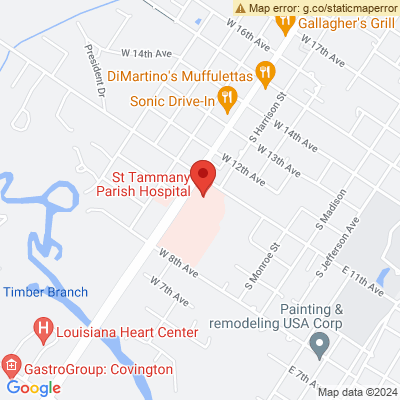 Map error: g.co/staticmaperror
Gallagher's Grill
W 16th Ave
W 17th Ave
W 14th Ave
President Dr
DiMartino's Muffulettas
Sonic Drive-In
S Harrison St
W 14th Ave
W 13th Ave
W 12th Ave
St Tammany
Parish Hospital
S Madison
S Jefferson Ave
W 8th Ave
S Monroe St
E 11th Ave
W 7th Ave
Timber Branch
Painting &
remodeling USA Corp
Louisiana Heart Center
GastroGroup: Covington
E 7th Ave
Google
Map data ©2024